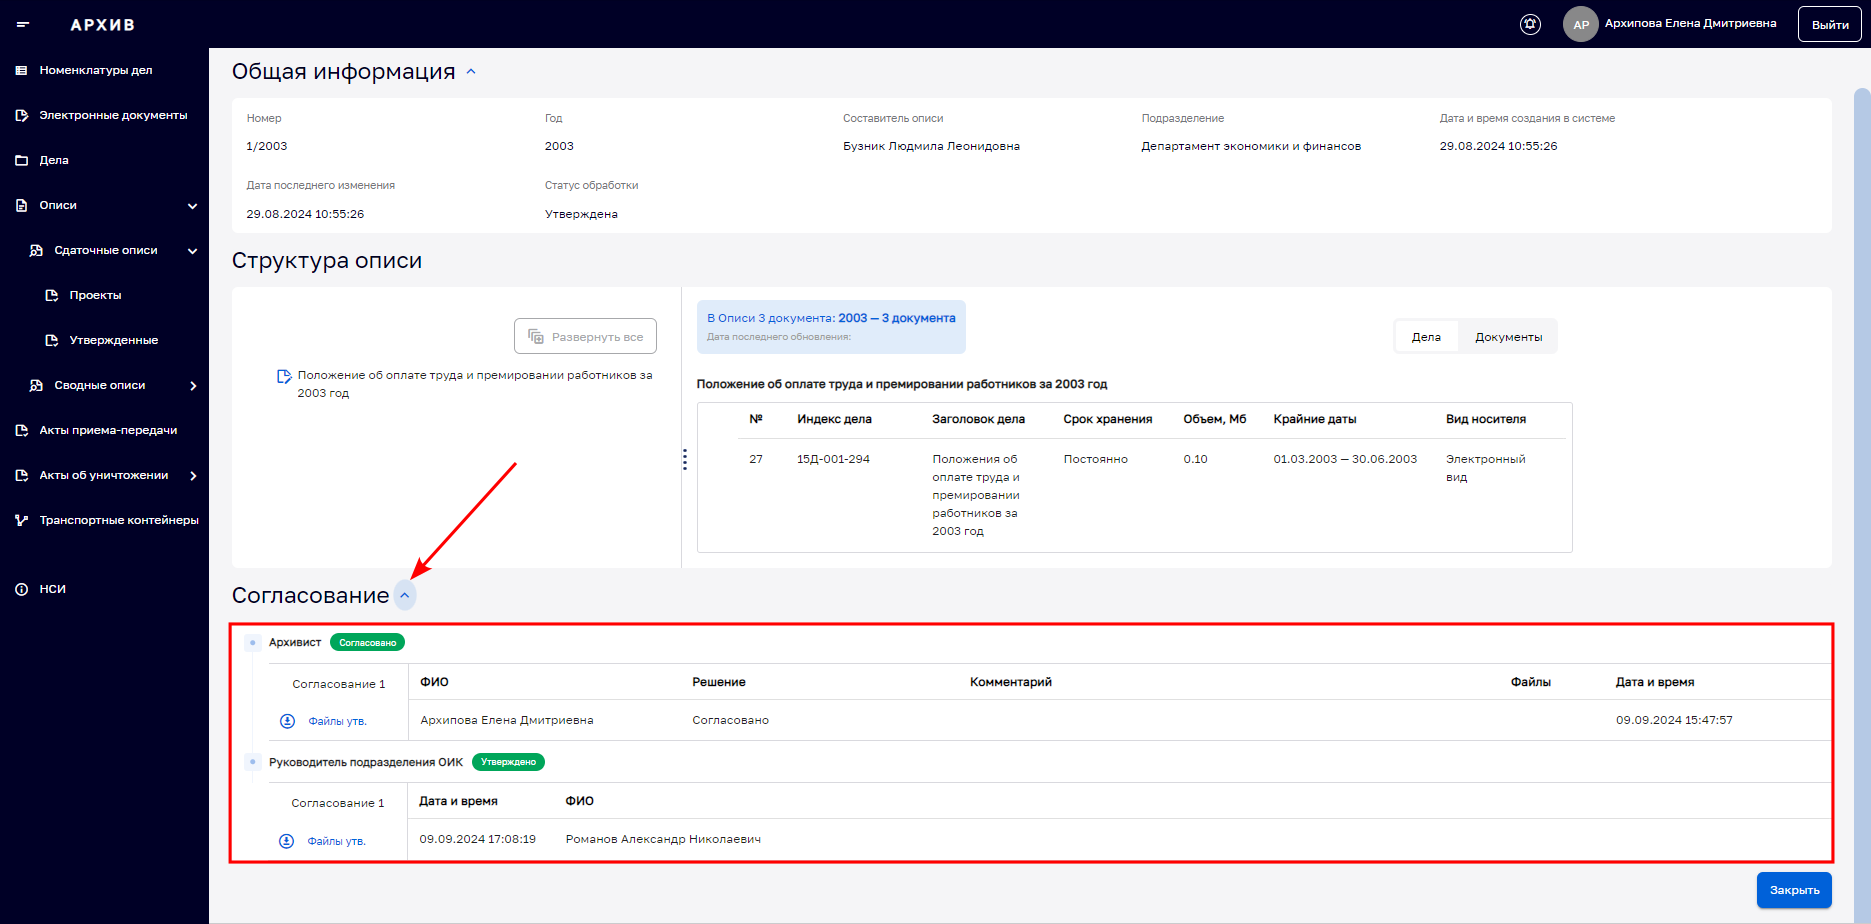 АРХИВ
АР
Архипова Елена Дмитриевна
Выйти
Номенклатуры дел
Электронные документы
Дела
Описи
Сдаточные описи
Проекты
Утвержденные
Сводные описи
Акты приема-передачи
Акты об уничтожении
Транспортные контейнеры
НСИ
Общая информация
Номер
Год
Составитель описи
Подразделение
Дата и время создания в системе
1/2003
2003
Бузник Людмила Леонидовна
Департамент экономики и финансов
29.08.2024 10:55:26
Дата последнего изменения
Статус обработки
29.08.2024 10:55:26
Утверждена
Структура описи
Развернуть все
Положение об оплате труда и премировании работников за
2003 год
В Описи 3 документа: 2003 — 3 документа
Дата последнего обновления:
Дела
Документы
Положение об оплате труда и премировании работников за 2003 год
№ Индекс дела Заголовок дела Срок хранения Объем, Мб Крайние даты Вид носителя
27 15Д-001-294 Положения об Постоянно 0.10 01.03.2003 — 30.06.2003 Электронный
оплате труда и вид
премировании
работников за
2003 год
Согласование
Архивист Согласовано
Согласование 1 ФИО Решение Комментарий Файлы Дата и время
Файлы утв. Архипова Елена Дмитриевна Согласовано 09.09.2024 15:47:57
Руководитель подразделения ОИК Утверждено
Согласование 1 Дата и время ФИО
Файлы утв. 09.09.2024 17:08:19 Романов Александр Николаевич
Закрыть